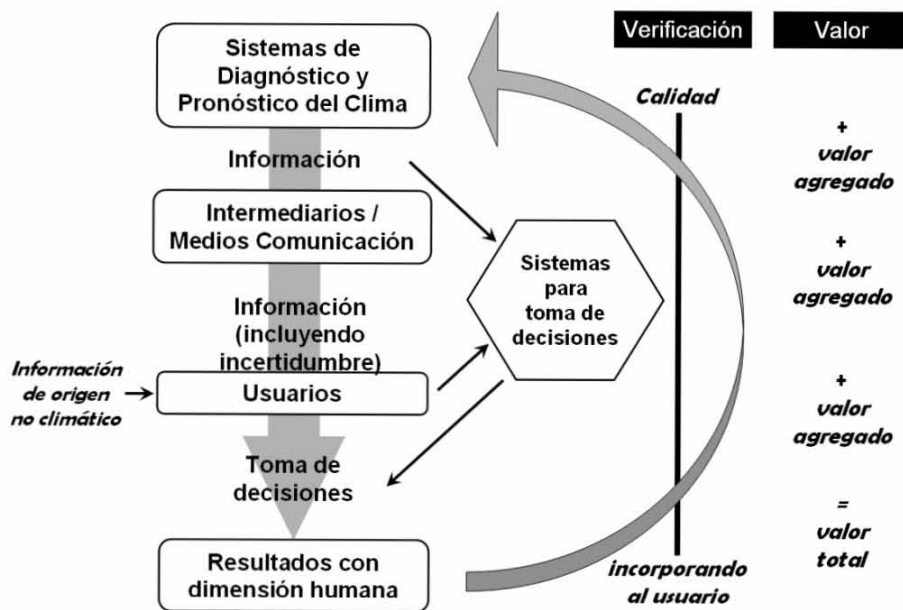 Verificación
Valor
Sistemas de
Diagnóstico y
Pronóstico del Clima
Información
Intermediarios /
Medios Comunicación
Información
(incluyendo
incertidumbre)
Información
de origen
no climático
Usuarios
Toma de
decisiones
Resultados con
dimensión humana
Sistemas
para
toma de
decisiones
Calidad
incorporando
al usuario
+
valor
agregado
+
valor
agregado
+
valor
agregado
=
valor
total